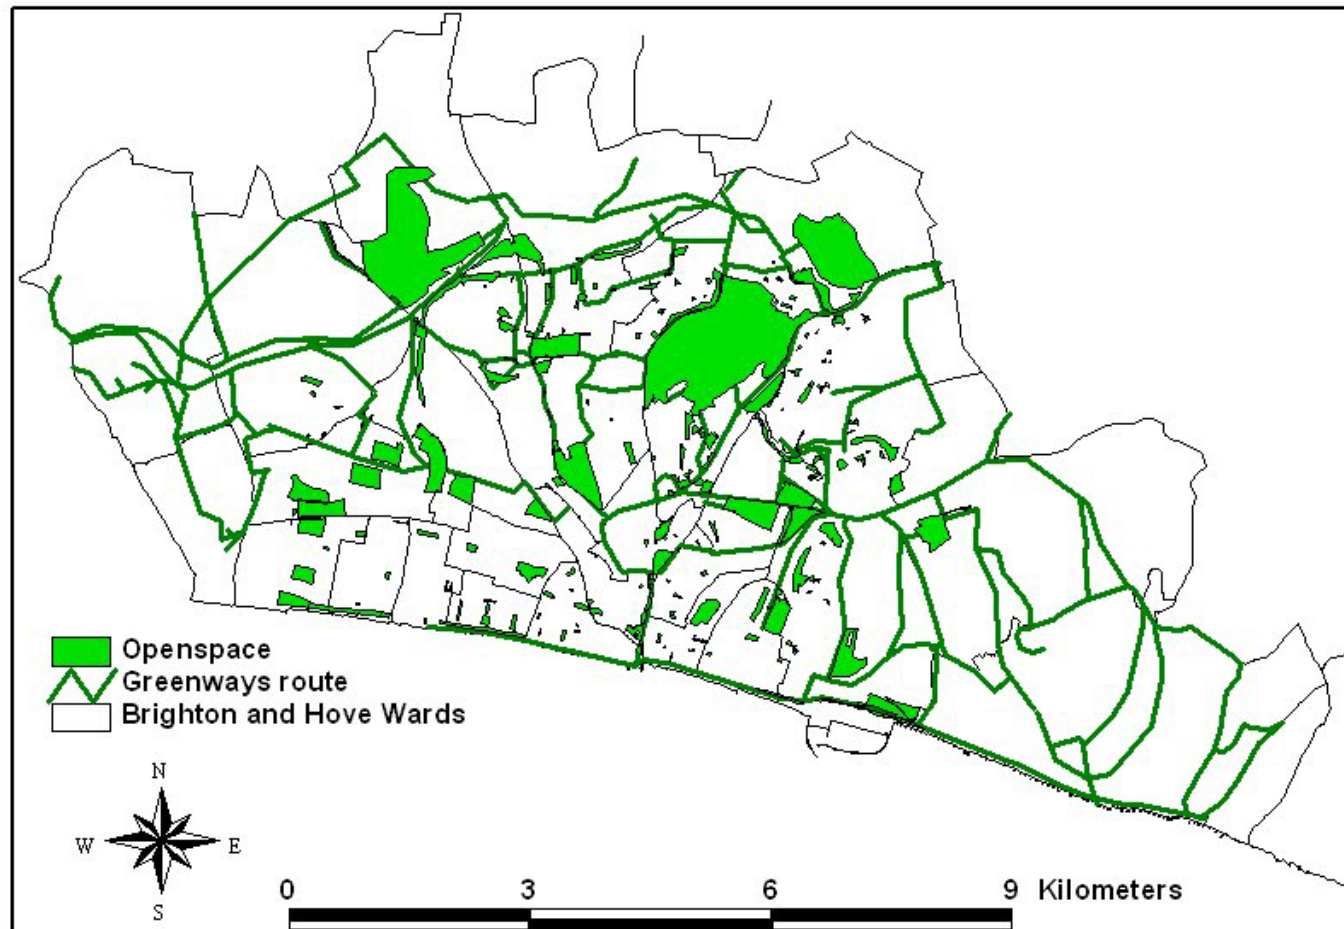 Openspace
Greenways route
Brighton and Hove Wards
N
W E
S
0 3 6 9 Kilometers